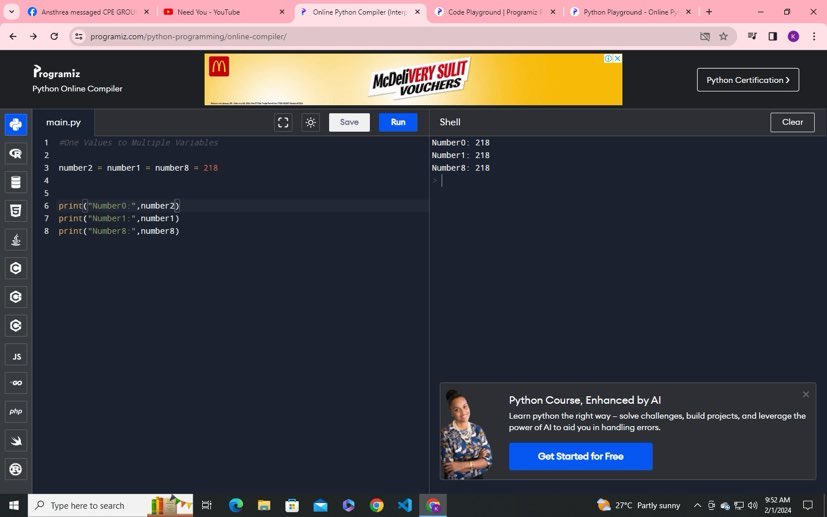 Ansthrea messaged CPE GROU
Need You - YouTube
Online Python Compiler (Interp
Code Playground | Programiz P
Python Playground - Online Py
programiz.com/python-programming/online-compiler/
Programiz
Python Online Compiler
McDeliVERY SULIT
VOUCHERS
Python Certification
main.py
Save
Run
Shell
Clear
1 #One Values to Multiple Variables
2
3 number2 = number1 = number8 = 218
4
5
6 print("Number0:",number2)
7 print("Number1:",number1)
8 print("Number8:",number8)
Number0: 218
Number1: 218
Number8: 218
>
JS
GO
php
Python Course, Enhanced by AI
Learn python the right way — solve challenges, build projects, and leverage the
power of AI to aid you in handling errors.
Get Started for Free
Type here to search
27°C Partly sunny
9:52 AM
2/1/2024